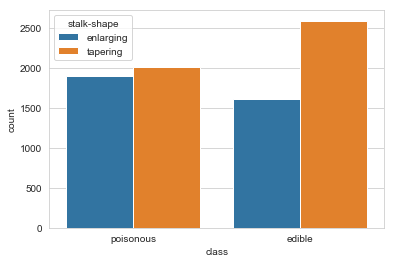 stalk-shape
enlarging
tapering
2500
2000
1500
1000
500
0
count
poisonous edible
class